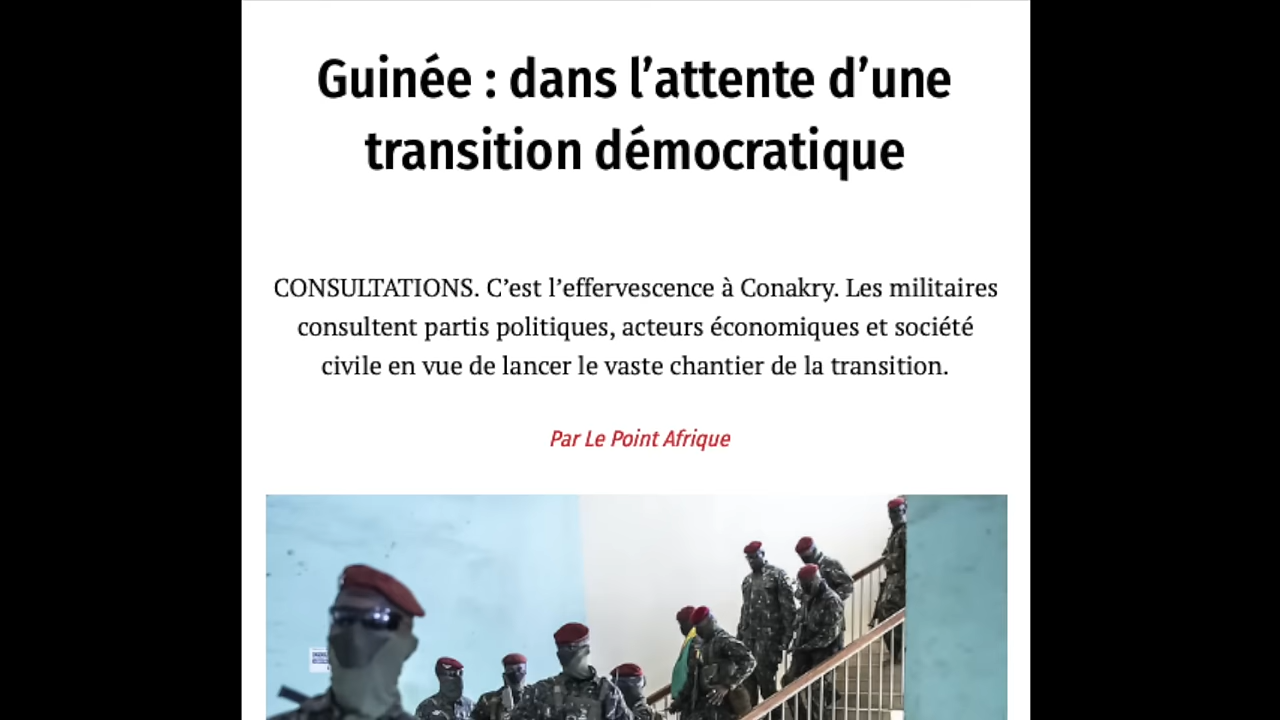 Guinée : dans l’attente d’une
transition démocratique
CONSULTATIONS. C’est l’effervescence à Conakry. Les militaires
consultent partis politiques, acteurs économiques et société
civile en vue de lancer le vaste chantier de la transition.
Par Le Point Afrique